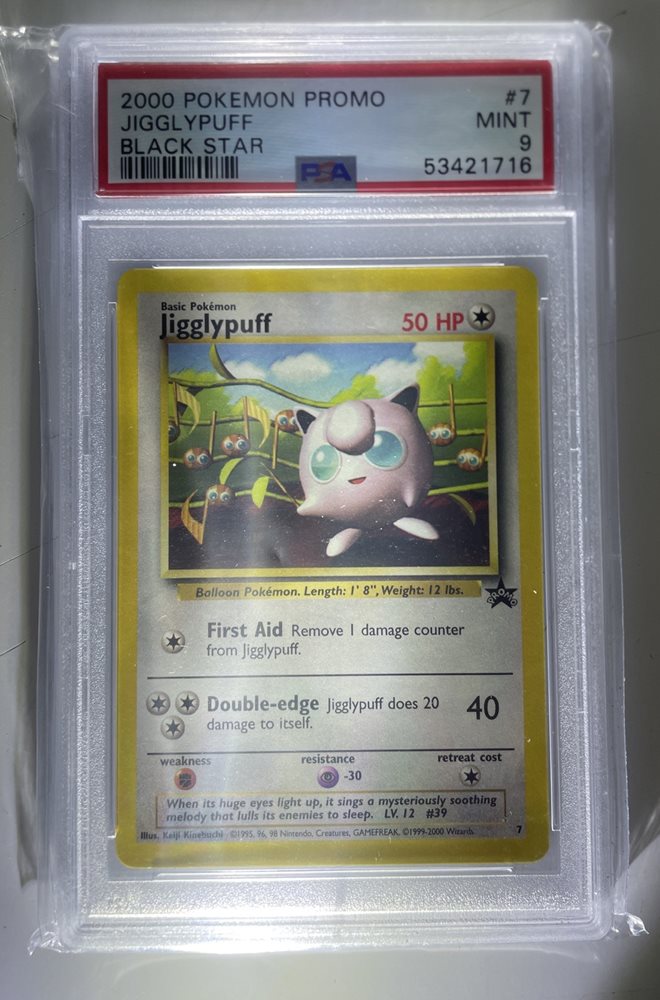 2000 POKEMON PROMO #7
JIGGLYPUFF MINT
BLACK STAR 9
PSA 53421716
Basic Pokémon
Jigglypuff 50 HP
Balloon Pokémon. Length: 1' 8", Weight: 12 lbs.
PROMO
First Aid Remove 1 damage counter
from Jigglypuff.
Double-edge Jigglypuff does 20 40
damage to itself.
weakness resistance retreat cost
-30
When its huge eyes light up, it sings a mysteriously soothing
melody that lulls its enemies to sleep. LV. 12 #39
Illus. Keiji Kinebuchi ©1995, 96, 98 Nintendo, Creatures, GAMEFREAK. ©1999-2000 Wizards. 7